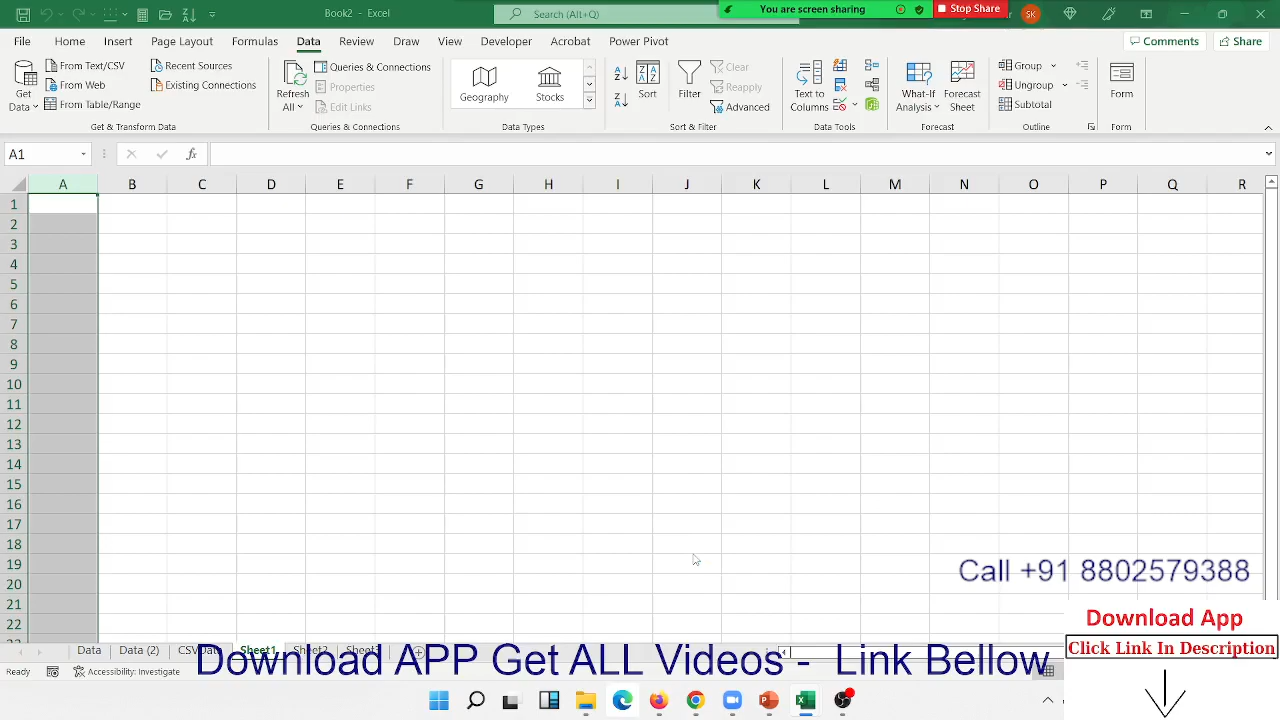 Book2 - Excel
Search (Alt+Q)
You are screen sharing
Stop Share
SK
File Home Insert Page Layout Formulas Data Review View Developer Acrobat Power Pivot
Comments
Share
Get Data
From Text/CSV
From Web
From Table/Range
Recent Sources
Existing Connections
Get & Transform Data
Refresh All
Queries & Connections
Properties
Edit Links
Queries & Connections
Geography
Stocks
Data Types
Sort
Filter
Clear
Reapply
Advanced
Sort & Filter
Text to Columns
Data Tools
What-If Analysis
Forecast Sheet
Forecast
Group
Ungroup
Subtotal
Outline
Form
Form
A1
fx
A B C D E F G H I J K L M N O P Q R
1
2
3
4
5
6
7
8
9
10
11
12
13
14
15
16
17
18
19
20
21
22
Call +91 8802579388
Download App
Click Link In Description
Data Data (2) Sheet1
Download APP Get ALL Videos - Link Bellow
Ready
Accessibility: Investigate